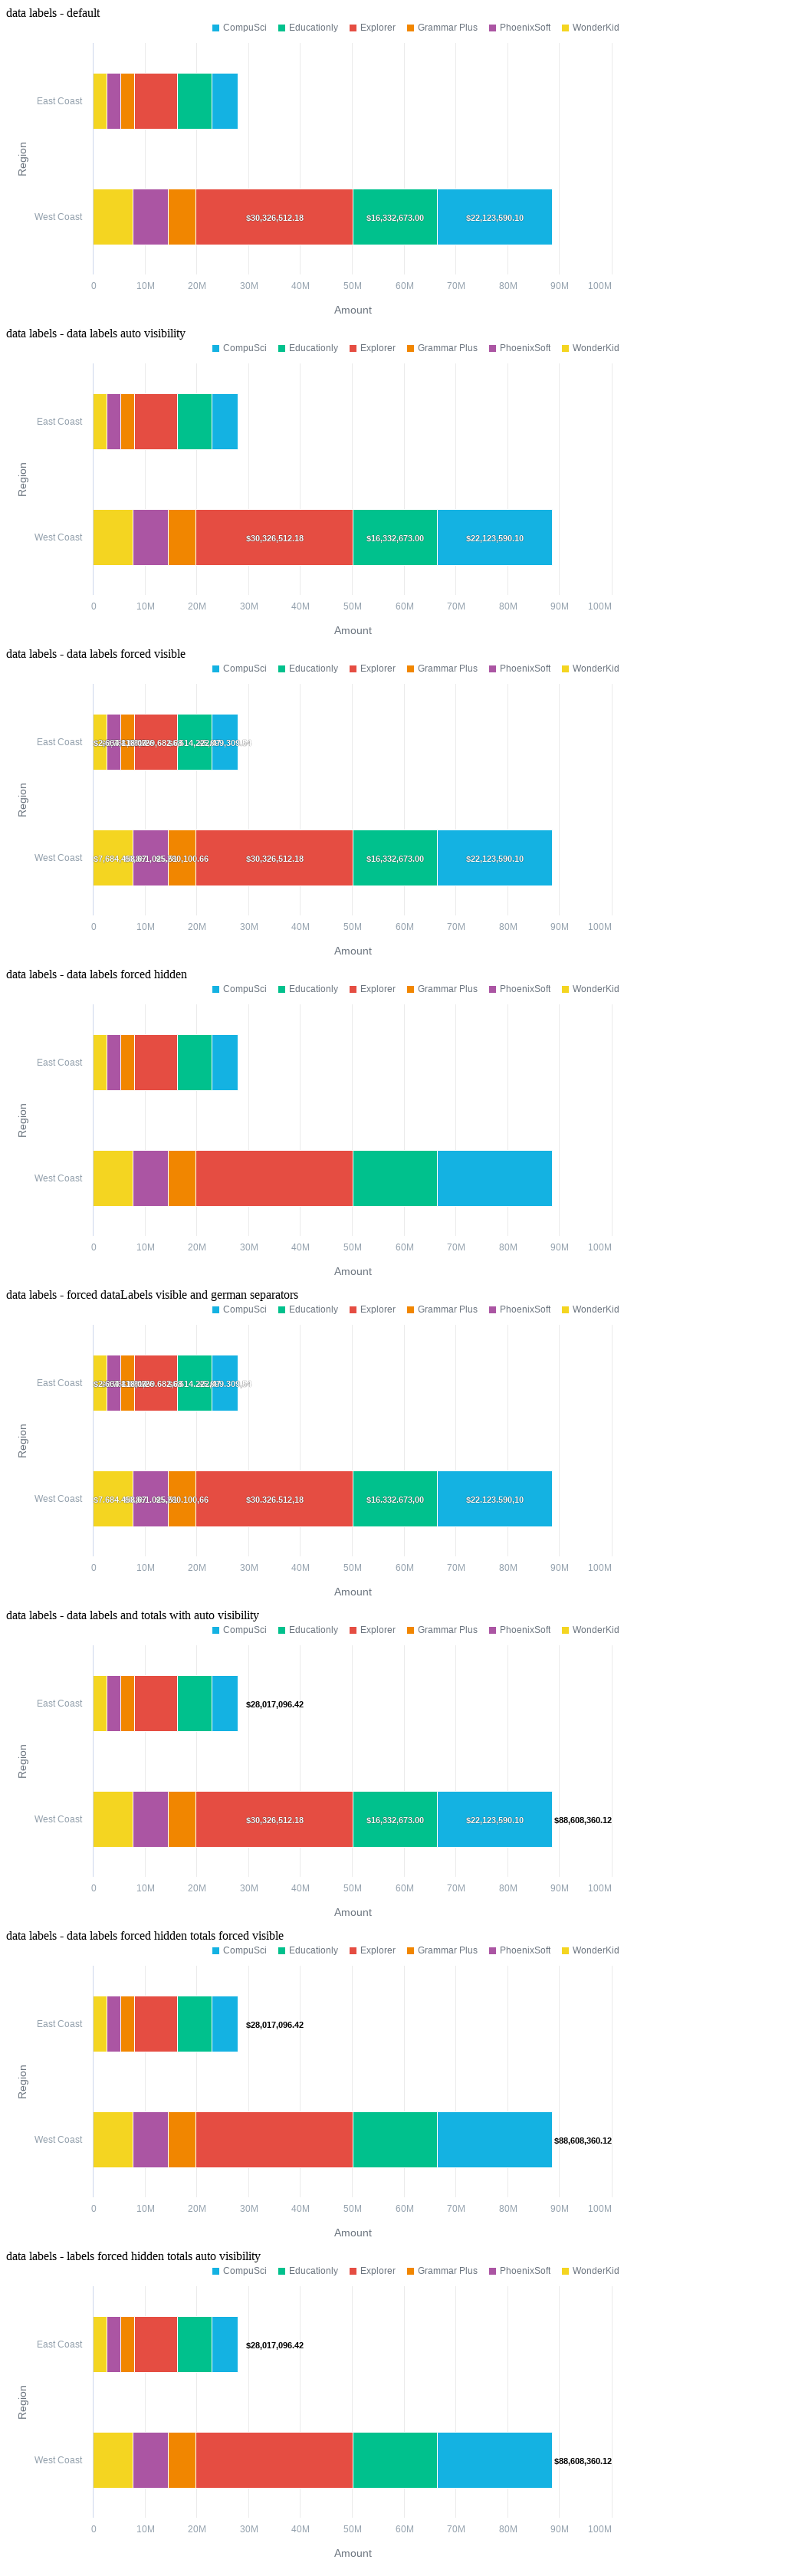 data labels - default
CompuSci Educationly Explorer Grammar Plus PhoenixSoft WonderKid
East Coast
Region
West Coast
$30,326,512.18 $16,332,673.00 $22,123,590.10
0 10M 20M 30M 40M 50M 60M 70M 80M 90M 100M
Amount
data labels - data labels auto visibility
CompuSci Educationly Explorer Grammar Plus PhoenixSoft WonderKid
East Coast
Region
West Coast
$30,326,512.18 $16,332,673.00 $22,123,590.10
0 10M 20M 30M 40M 50M 60M 70M 80M 90M 100M
Amount
data labels - data labels forced visible
CompuSci Educationly Explorer Grammar Plus PhoenixSoft WonderKid
East Coast
Region
West Coast
$30,326,512.18 $16,332,673.00 $22,123,590.10
0 10M 20M 30M 40M 50M 60M 70M 80M 90M 100M
Amount
data labels - data labels forced hidden
CompuSci Educationly Explorer Grammar Plus PhoenixSoft WonderKid
East Coast
Region
West Coast
0 10M 20M 30M 40M 50M 60M 70M 80M 90M 100M
Amount
data labels - forced dataLabels visible and german separators
CompuSci Educationly Explorer Grammar Plus PhoenixSoft WonderKid
East Coast
Region
West Coast
$30.326.512,18 $16.332.673,00 $22.123.590,10
0 10M 20M 30M 40M 50M 60M 70M 80M 90M 100M
Amount
data labels - data labels and totals with auto visibility
CompuSci Educationly Explorer Grammar Plus PhoenixSoft WonderKid
East Coast
$28,017,096.42
Region
West Coast
$30,326,512.18 $16,332,673.00 $22,123,590.10 $88,608,360.12
0 10M 20M 30M 40M 50M 60M 70M 80M 90M 100M
Amount
data labels - data labels forced hidden totals forced visible
CompuSci Educationly Explorer Grammar Plus PhoenixSoft WonderKid
East Coast
$28,017,096.42
Region
West Coast
$88,608,360.12
0 10M 20M 30M 40M 50M 60M 70M 80M 90M 100M
Amount
data labels - labels forced hidden totals auto visibility
CompuSci Educationly Explorer Grammar Plus PhoenixSoft WonderKid
East Coast
$28,017,096.42
Region
West Coast
$88,608,360.12
0 10M 20M 30M 40M 50M 60M 70M 80M 90M 100M
Amount